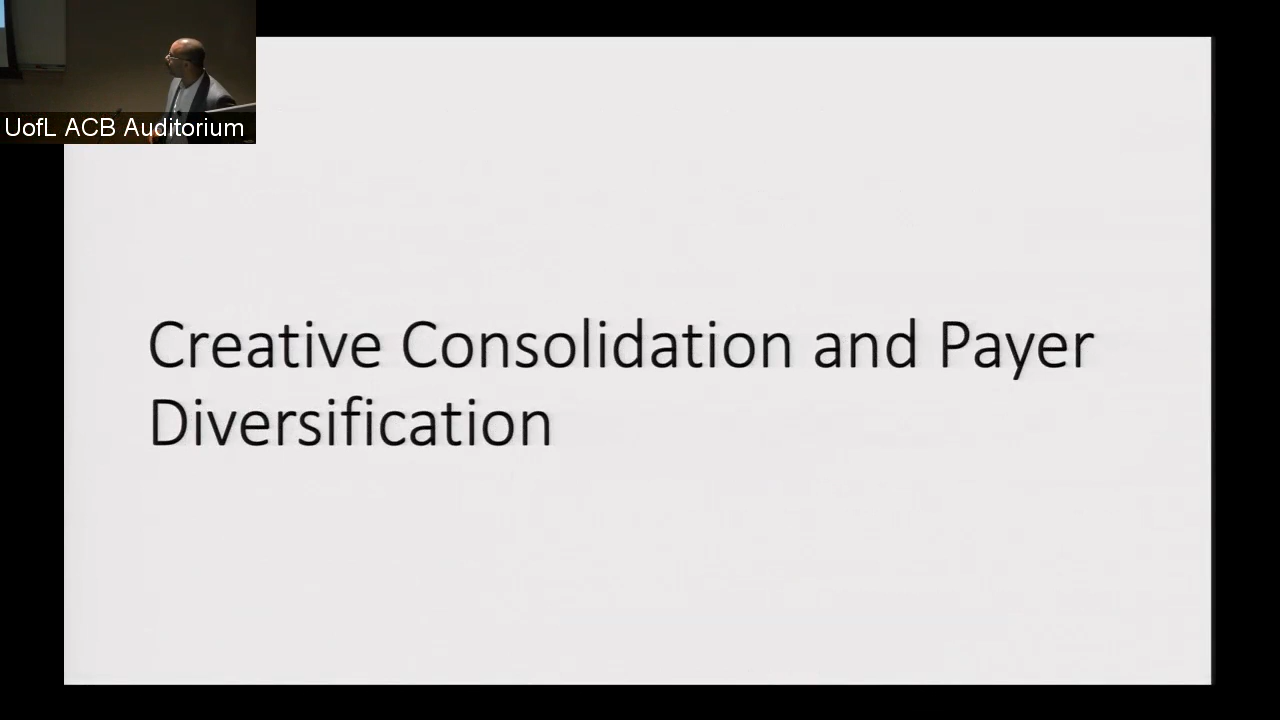 UofL ACB Auditorium
Creative Consolidation and Payer
Diversification